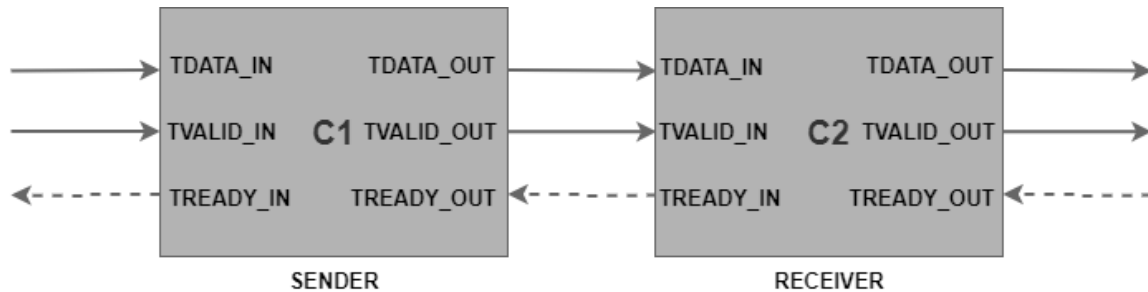 TDATA_IN TDATA_OUT TDATA_IN TDATA_OUT
TVALID_IN C1 TVALID_OUT TVALID_IN C2 TVALID_OUT
TREADY_IN TREADY_OUT TREADY_IN TREADY_OUT
SENDER RECEIVER